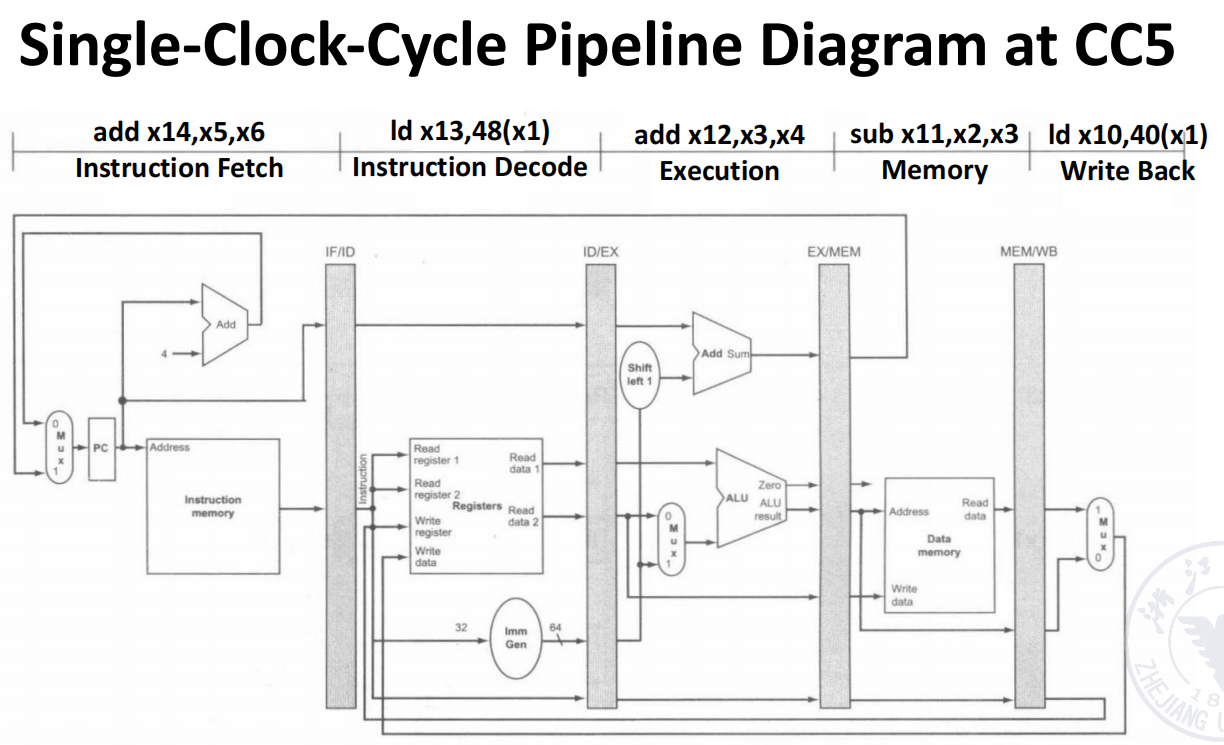 Single-Clock-Cycle Pipeline Diagram at CC5
add x14,x5,x6
ld x13,48(x1)
add x12,x3,x4
sub x11,x2,x3
ld x10,40(x1)
Instruction Fetch
Instruction Decode
Execution
Memory
Write Back
IF/ID
ID/EX
EX/MEM
MEM/WB
Add
4
Add Sum
Shift
left 1
0
M
u
x
1
PC
Address
Instruction
memory
Instruction
Read
register 1
Read
register 2
Registers
Write
register
Write
data
Read
data 1
Read
data 2
0
M
u
x
1
Zero
ALU
ALU
result
Address
Read
data
Data
memory
Write
data
1
M
u
x
0
32
Imm
Gen
64
ZHEJIANG U
18